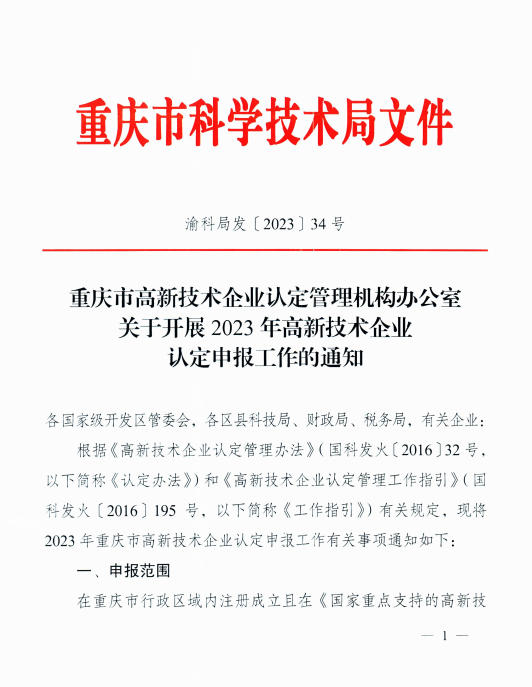 重庆市科学技术局文件
渝科局发〔2023〕34 号
重庆市高新技术企业认定管理机构办公室
关于开展 2023 年高新技术企业
认定申报工作的通知
各国家级开发区管委会，各区县科技局、财政局、税务局，有关企业：
根据《高新技术企业认定管理办法》（国科发火〔2016〕32 号，
以下简称《认定办法》）和《高新技术企业认定管理工作指引》（国
科发火〔2016〕195 号，以下简称《工作指引》）有关规定，现将
2023 年重庆市高新技术企业认定申报工作有关事项通知如下：
一、申报范围
在重庆市行政区域内注册成立且在《国家重点支持的高新技
— 1 —